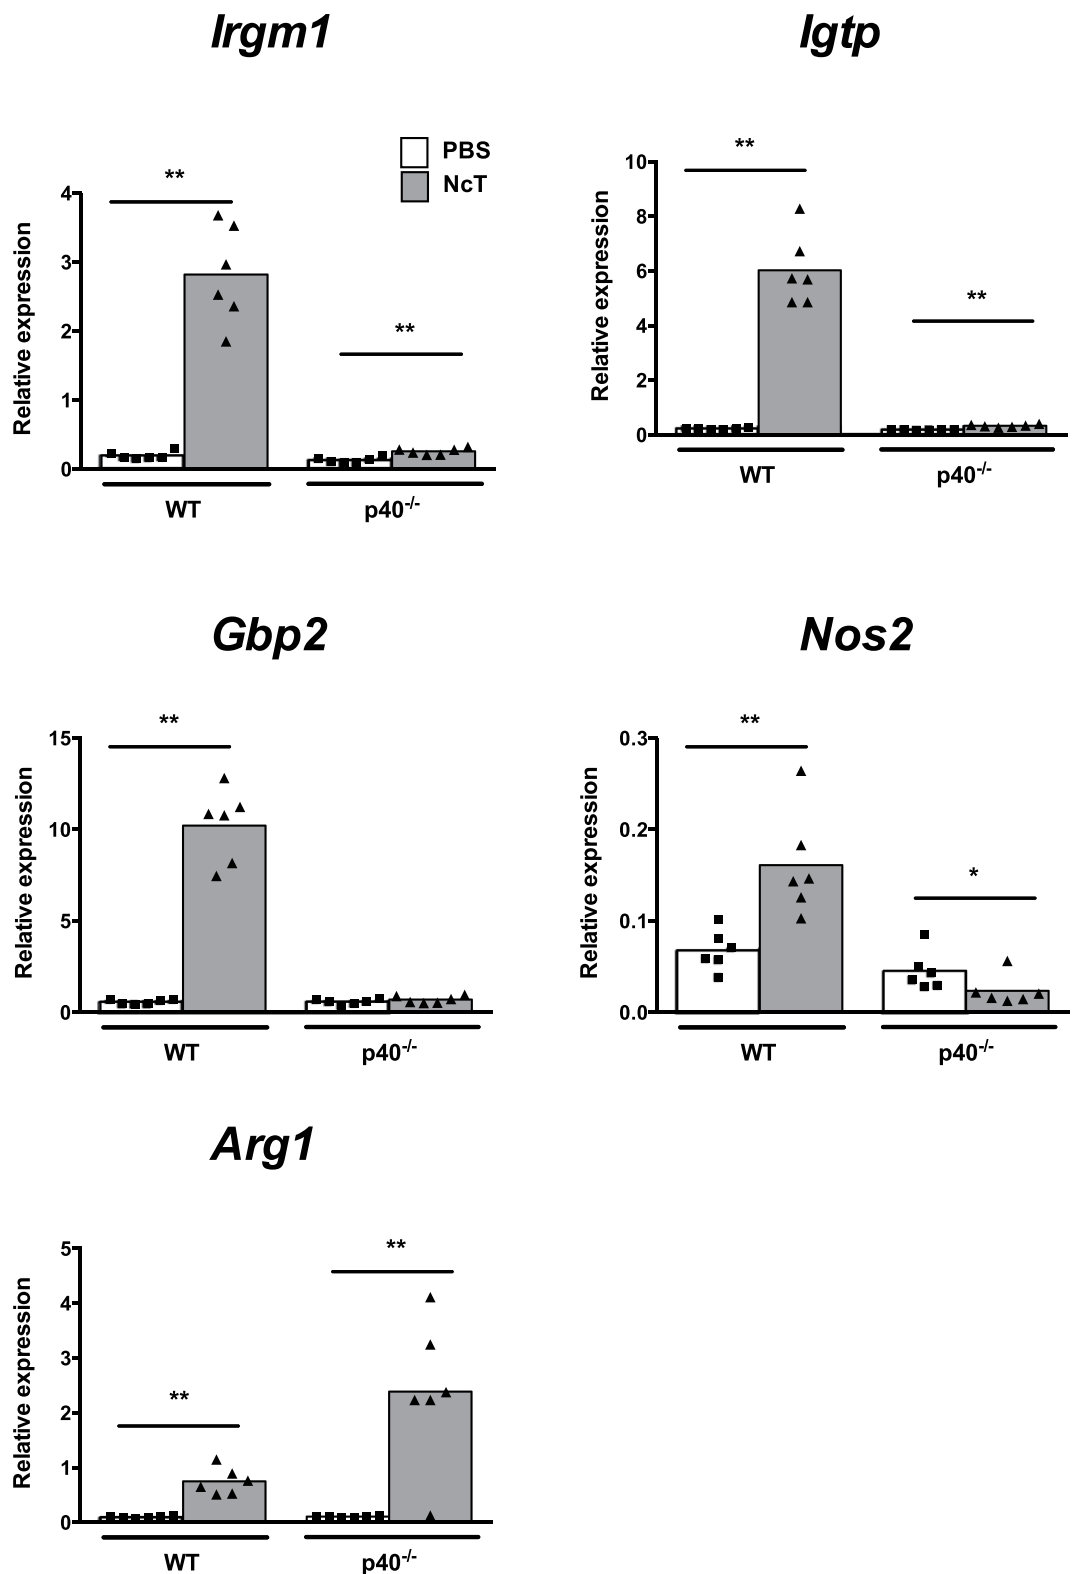 Irgm1
PBS
NcT
**
**
4
3
2
1
0
Relative expression
WT
p40-/-
Igtp
**
**
10
8
6
4
2
0
Relative expression
WT
p40-/-
Gbp2
**
15
10
5
0
Relative expression
WT
p40-/-
Nos2
**
*
0.3
0.2
0.1
0.0
Relative expression
WT
p40-/-
Arg1
**
**
5
4
3
2
1
0
Relative expression
WT
p40-/-